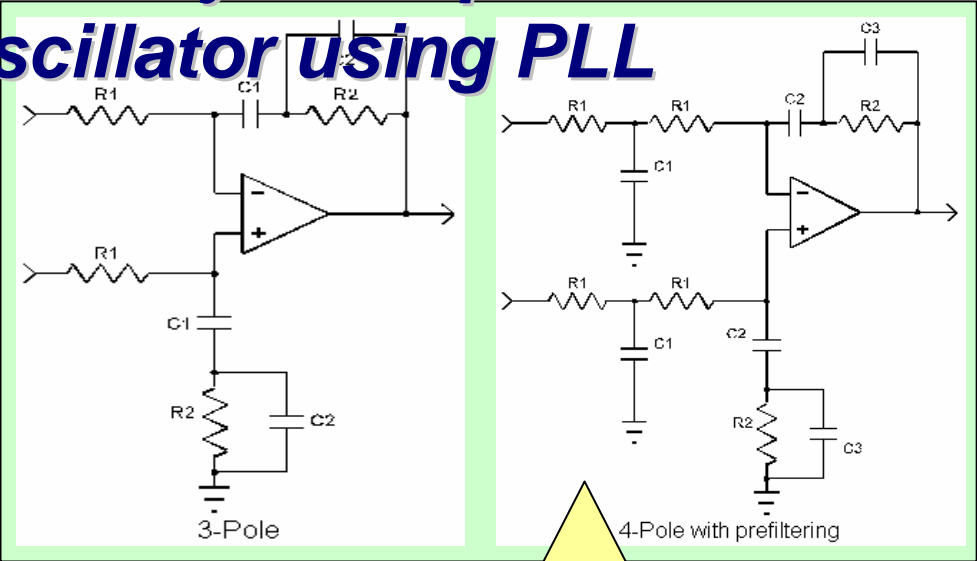 scillator using PLL
C1
C2
R1
R2
R1
C1
R2
C2
3-Pole
C3
R1
R1
C2
R2
C1
R1
R1
C2
C1
R2
C3
4-Pole with prefiltering